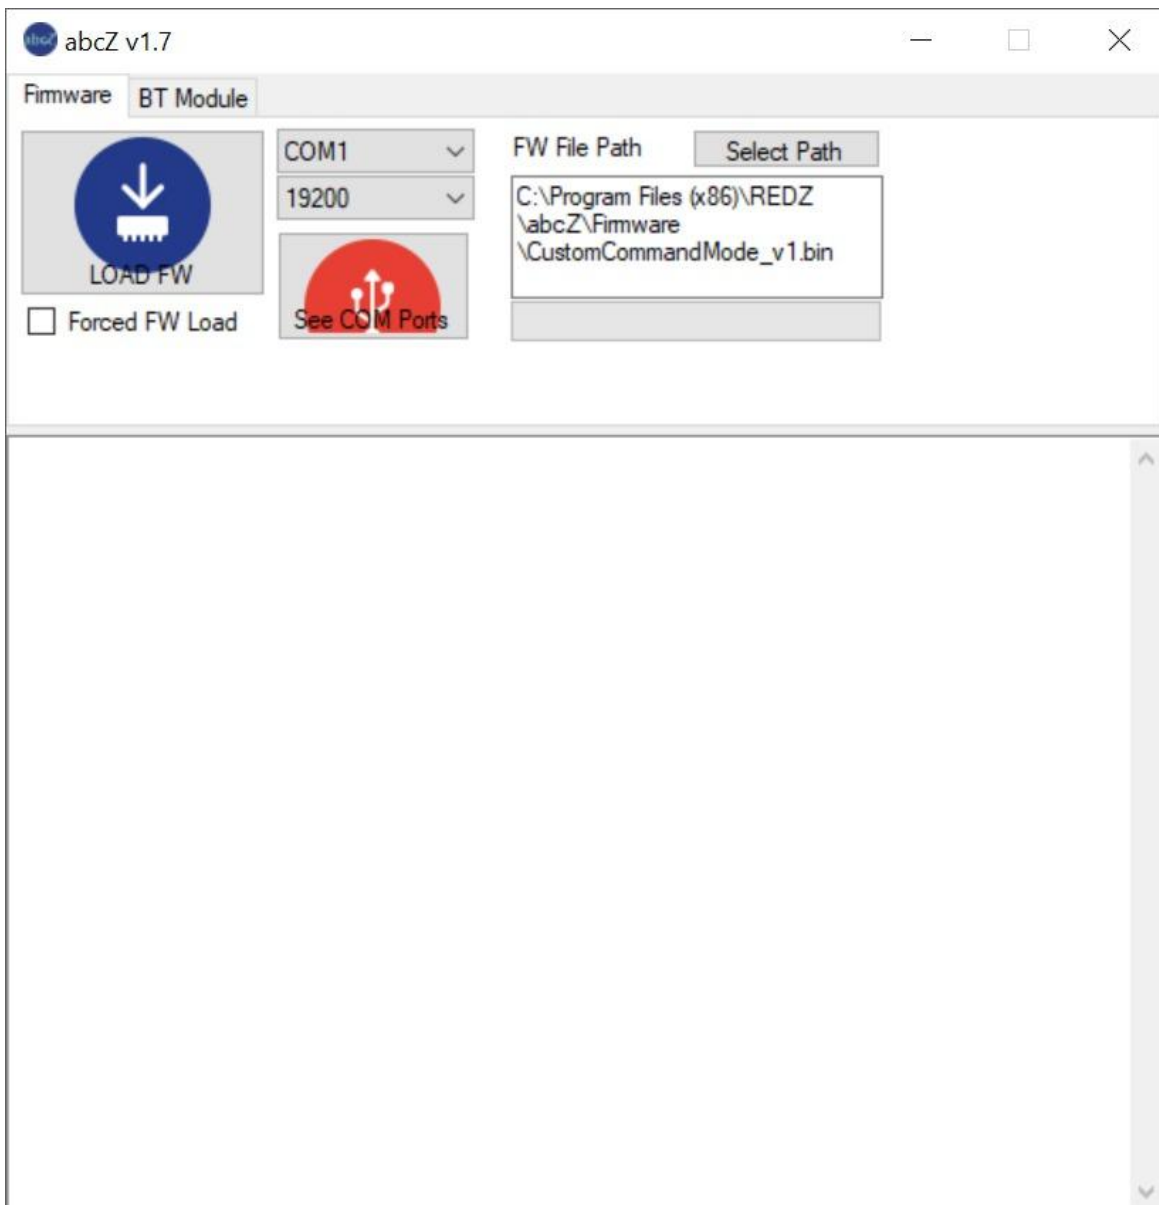 abcZ
abcZ v1.7
Firmware
BT Module
COM1
FW File Path
Select Path
19200
C:\Program Files (x86)\REDZ
\abcZ\Firmware
\CustomCommandMode_v1.bin
LOAD FW
See COM Ports
Forced FW Load